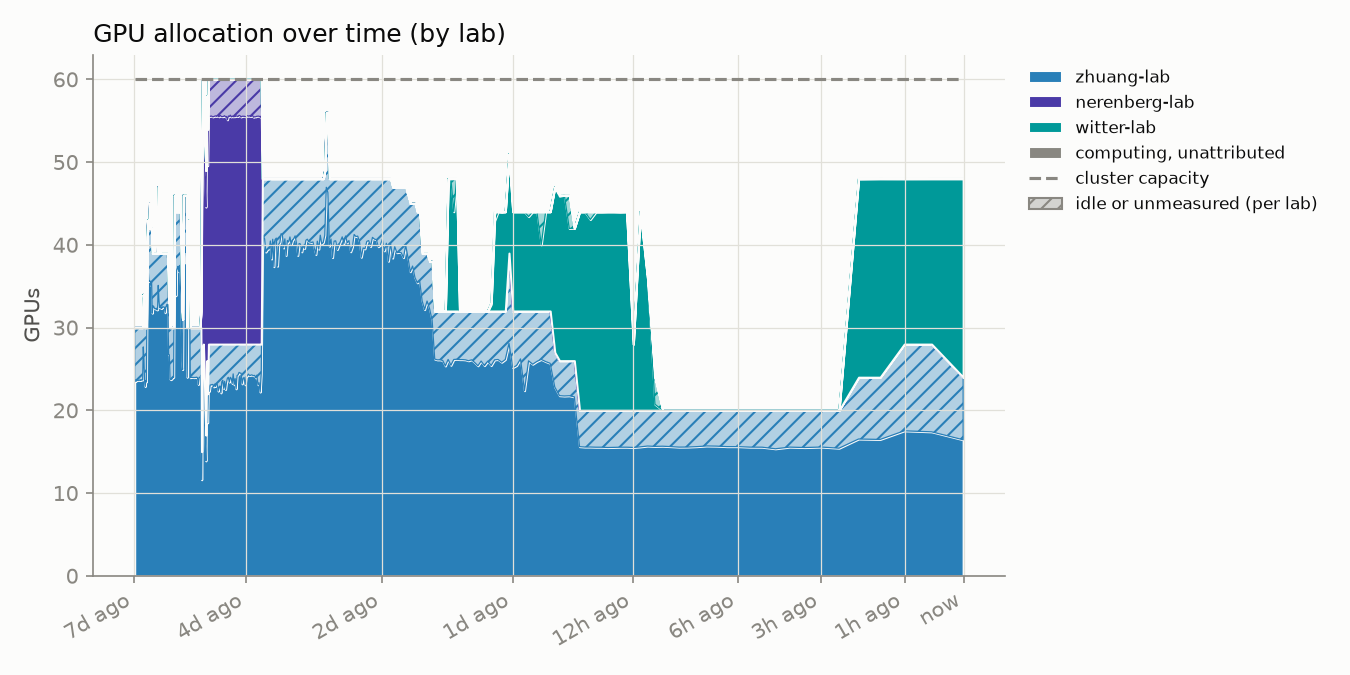 GPU allocation over time (by lab)
GPUs
60
50
40
30
20
10
0
7d ago
4d ago
2d ago
1d ago
12h ago
6h ago
3h ago
1h ago
now
zhuang-lab
nerenberg-lab
witter-lab
computing, unattributed
cluster capacity
idle or unmeasured (per lab)